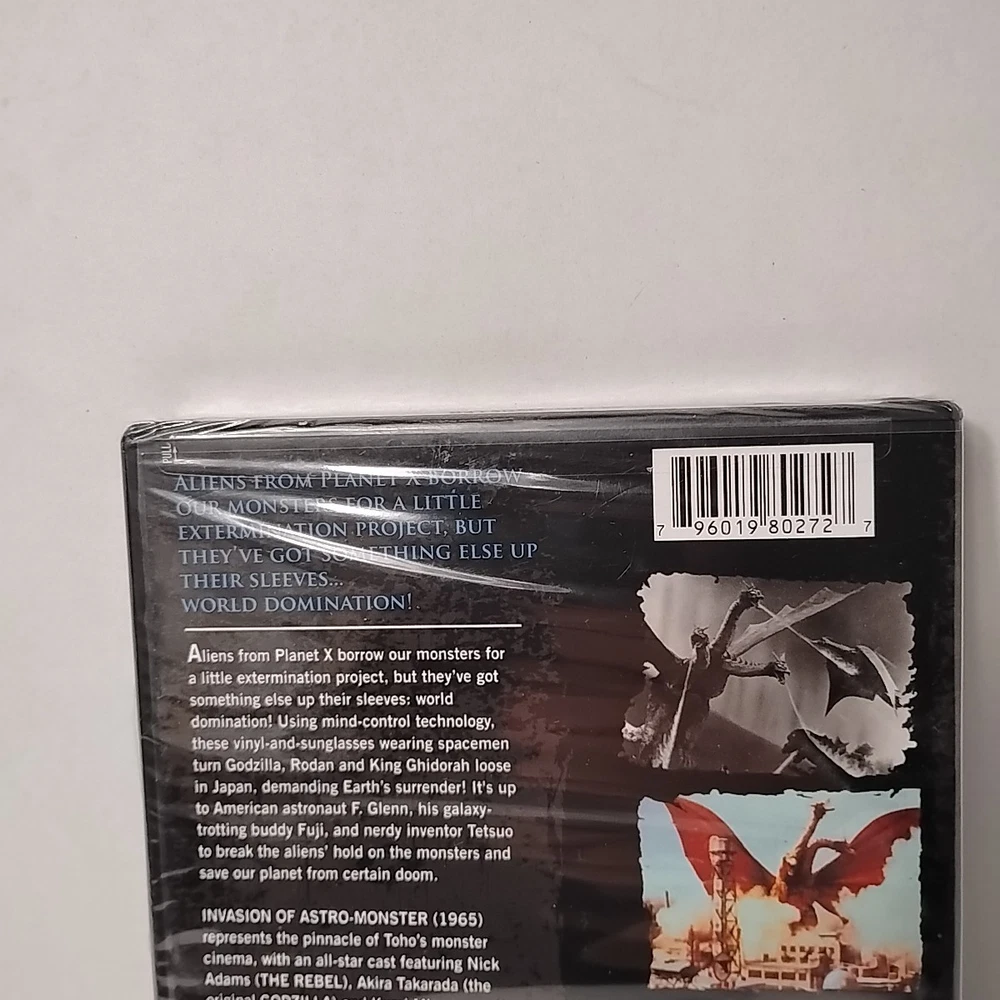 PULL
ALIENS FROM PLANET X BORROW
OUR MONSTERS FOR A LITTLE
EXTERMINATION PROJECT, BUT
THEY'VE GOT SOMETHING ELSE UP
THEIR SLEEVES...
WORLD DOMINATION!
7 96019 80272 7
Aliens from Planet X borrow our monsters for
a little extermination project, but they've got
something else up their sleeves: world
domination! Using mind-control technology,
these vinyl-and-sunglasses wearing spacemen
turn Godzilla, Rodan and King Ghidorah loose
in Japan, demanding Earth's surrender! It's up
to American astronaut F. Glenn, his galaxy-
trotting buddy Fuji, and nerdy inventor Tetsuo
to break the aliens' hold on the monsters and
save our planet from certain doom.
INVASION OF ASTRO-MONSTER (1965)
represents the pinnacle of Toho's monster
cinema, with an all-star cast featuring Nick
Adams (THE REBEL), Akira Takarada (the
original GODZILLA) and